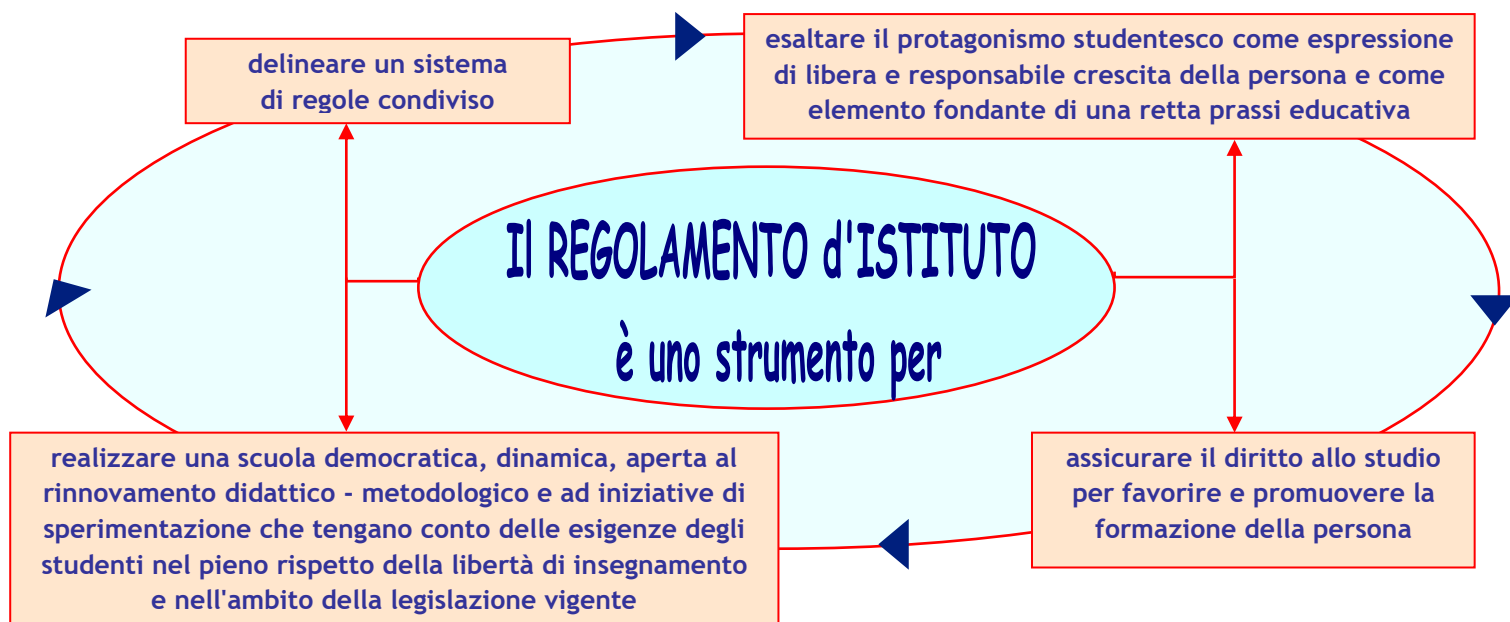 delineare un sistema
di regole condiviso
esaltare il protagonismo studentesco come espressione
di libera e responsabile crescita della persona e come
elemento fondante di una retta prassi educativa
Il REGOLAMENTO d'ISTITUTO
è uno strumento per
realizzare una scuola democratica, dinamica, aperta al
rinnovamento didattico - metodologico e ad iniziative di
sperimentazione che tengano conto delle esigenze degli
studenti nel pieno rispetto della libertà di insegnamento
e nell'ambito della legislazione vigente
assicurare il diritto allo studio
per favorire e promuovere la
formazione della persona